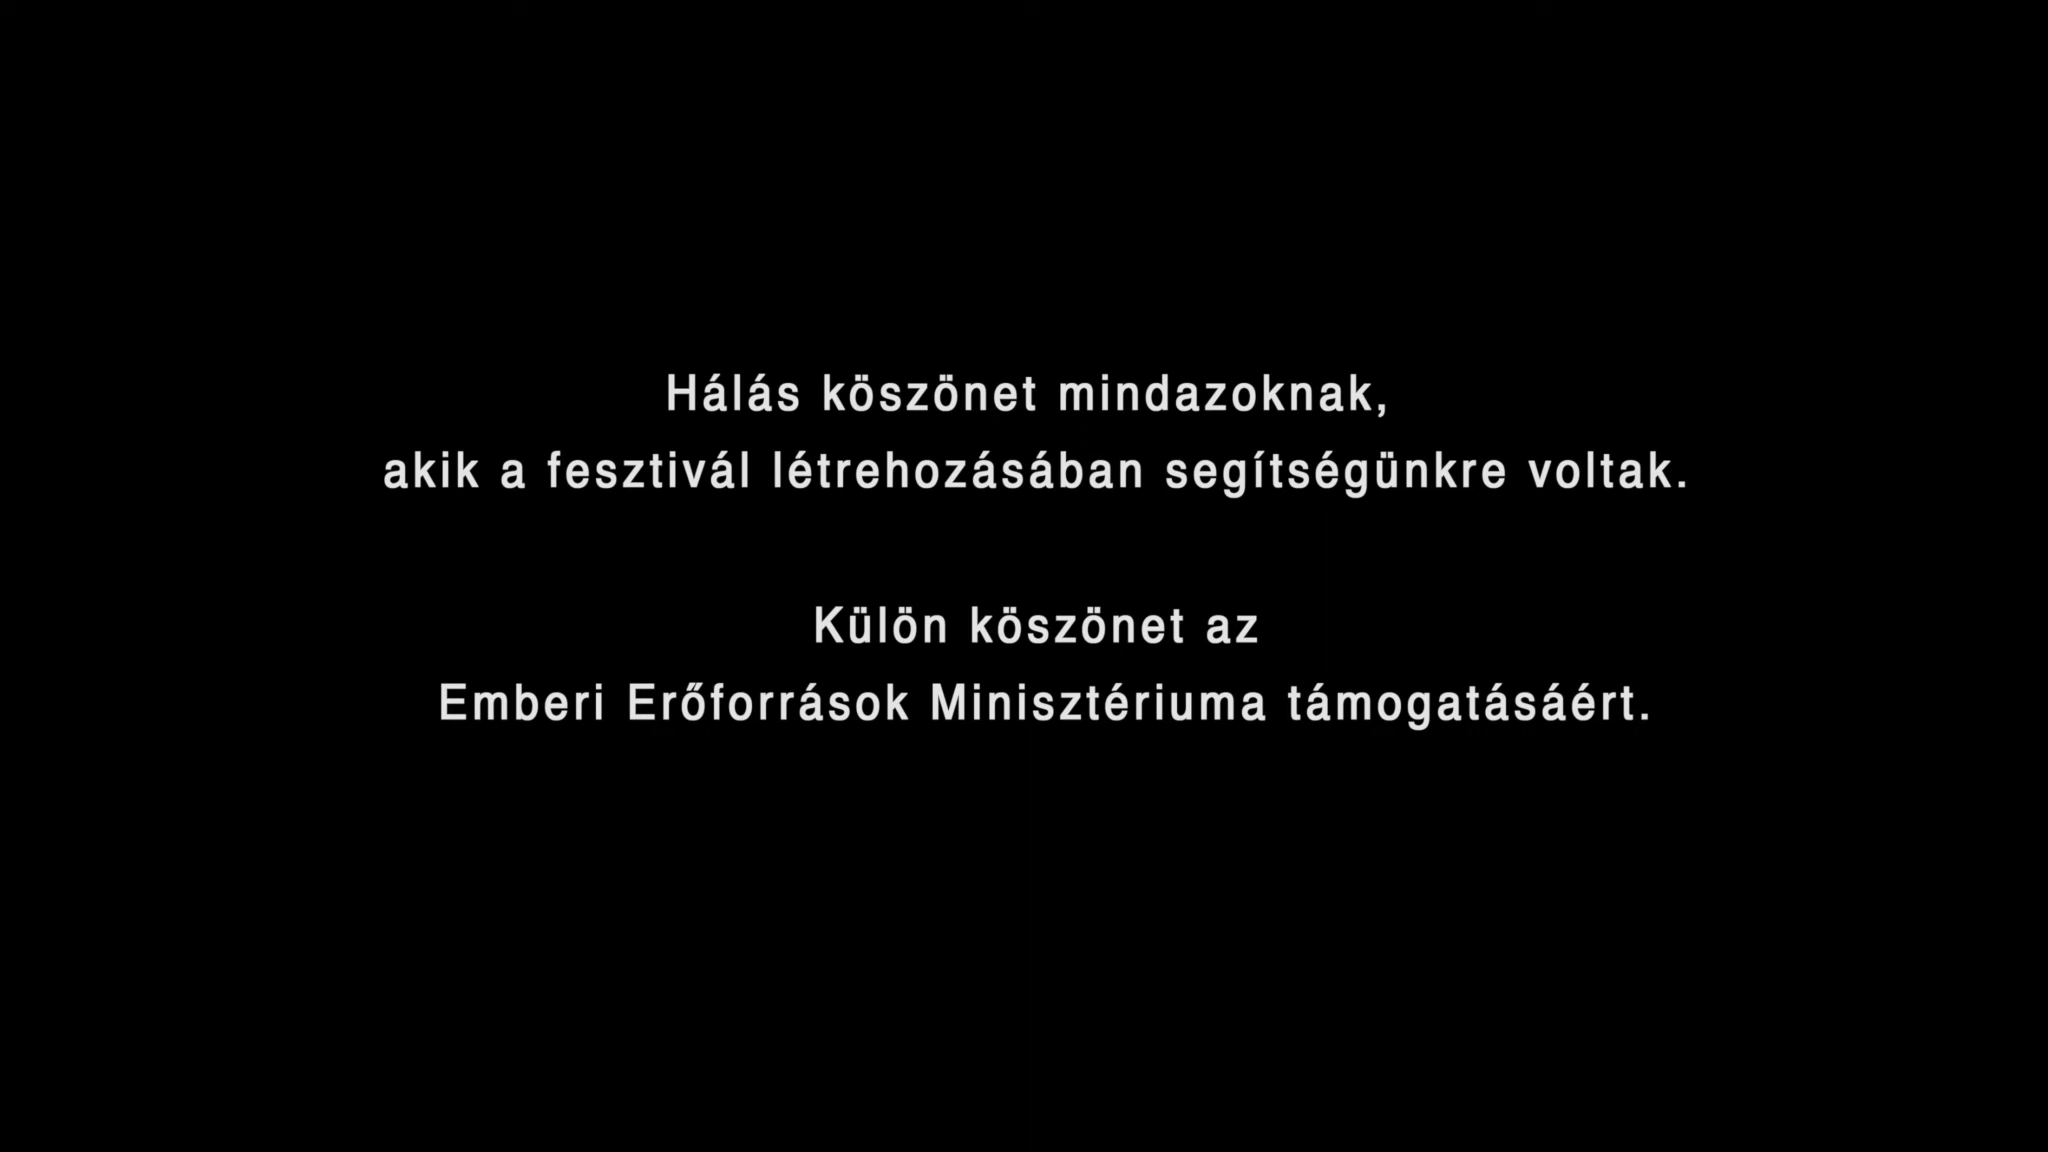 Hálás köszönet mindazoknak,
akik a fesztivál létrehozásában segítségünkre voltak.
Külön köszönet az
Emberi Erőforrások Minisztériuma támogatásáért.